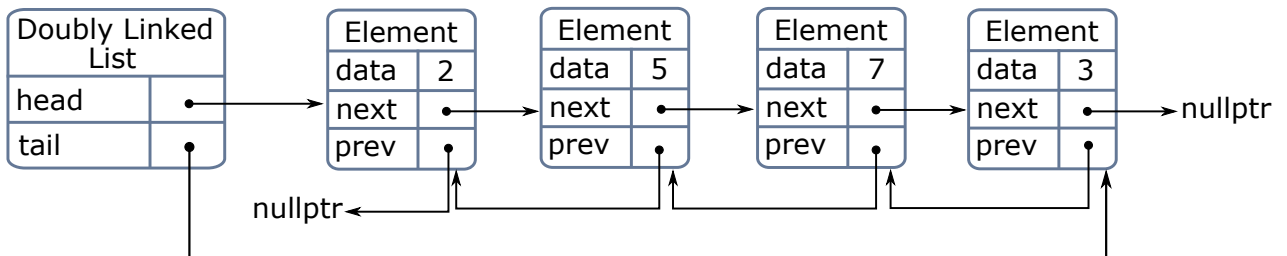 Doubly Linked
List
head
tail
Element
data 2
next
prev
Element
data 5
next
prev
Element
data 7
next
prev
Element
data 3
next
prev
nullptr
nullptr